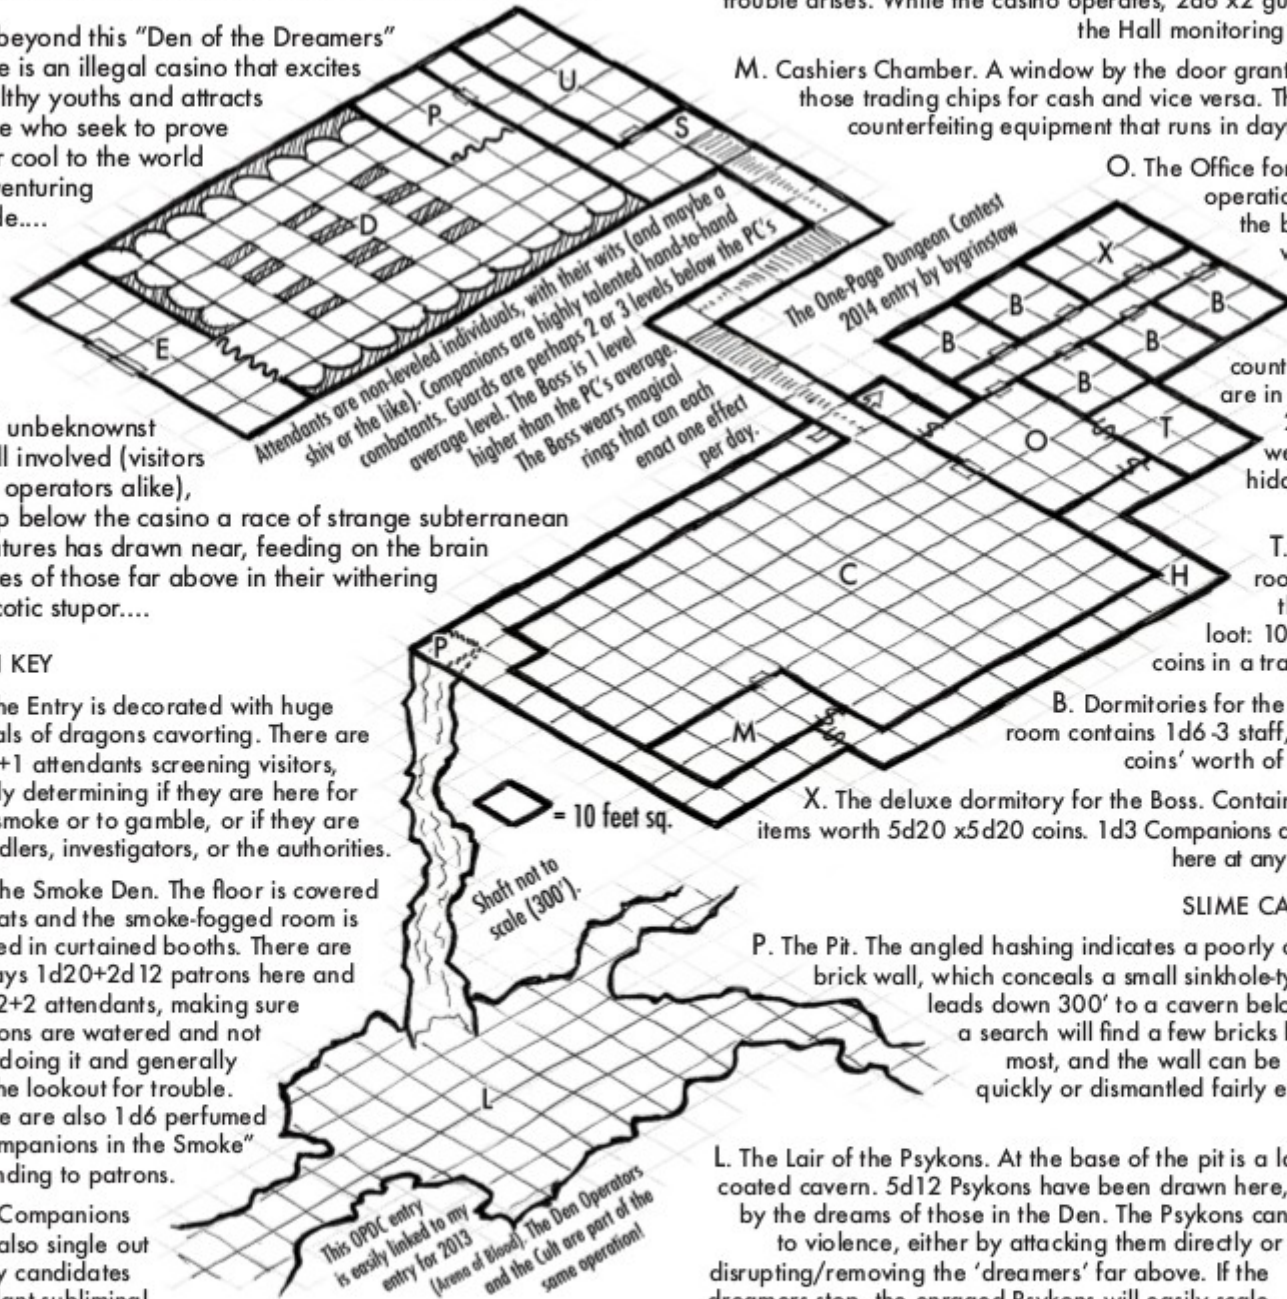 beyond this "Den of the Dreamers"
e is an illegal casino that excites
lthy youths and attracts
e who seek to prove
r cool to the world
venturing
le....
unbeknownst
ll involved (visitors
operators alike),
p below the casino a race of strange subterranean
tures has drawn near, feeding on the brain
es of those far above in their withering
cotic stupor....
KEY
ne Entry is decorated with huge
als of dragons cavorting. There are
+1 attendants screening visitors,
ly determining if they are here for
smoke or to gamble, or if they are
dlers, investigators, or the authorities.
he Smoke Den. The floor is covered
ats and the smoke-fogged room is
ed in curtained booths. There are
ays 1d20+2d12 patrons here and
2+2 attendants, making sure
ons are watered and not
doing it and generally
ne lookout for trouble.
e are also 1d6 perfumed
mpanions in the Smoke"
nding to patrons.
Companions
also single out
y candidates
ant subliminal
U
P
S
D
E
Attendants are non-leveled individuals, with their wits (and maybe a
shiv or the like). Companions are highly talented hand-to-hand
combatants. Guards are perhaps 2 or 3 levels below the PC's
average level. The Boss is 1 level
higher than the PC's average.
The Boss wears magical
rings that can each
enact one effect
per day.
The One-Page Dungeon Contest
2014 entry by bygrinstow
X
B
B
B
B
B
O
T
C
H
P
M
= 10 feet sq.
Shaft not to
scale (300').
L
This OPDC entry
is easily linked to my
entry for 2013
(Arena of Blood). The Den Operators
and the Cult are part of the
same operation!
trouble arises. While the casino operates, 2d6 x2 gu
the Hall monitoring
M. Cashiers Chamber. A window by the door grant
those trading chips for cash and vice versa. Th
counterfeiting equipment that runs in day
O. The Office for
operatio
the b
count
are in
we
hidd
T.
roo
th
loot: 10
coins in a tra
B. Dormitories for the
room contains 1d6-3 staff,
coins' worth of
X. The deluxe dormitory for the Boss. Contain
items worth 5d20 x5d20 coins. 1d3 Companions c
here at any
SLIME CA
P. The Pit. The angled hashing indicates a poorly c
brick wall, which conceals a small sinkhole-ty
leads down 300' to a cavern belo
a search will find a few bricks
most, and the wall can be
quickly or dismantled fairly e
L. The Lair of the Psykons. At the base of the pit is a lo
coated cavern. 5d12 Psykons have been drawn here,
by the dreams of those in the Den. The Psykons can
to violence, either by attacking them directly or
disrupting/removing the 'dreamers' far above. If the
dreamers stop, the enraged Psykons will easily scale